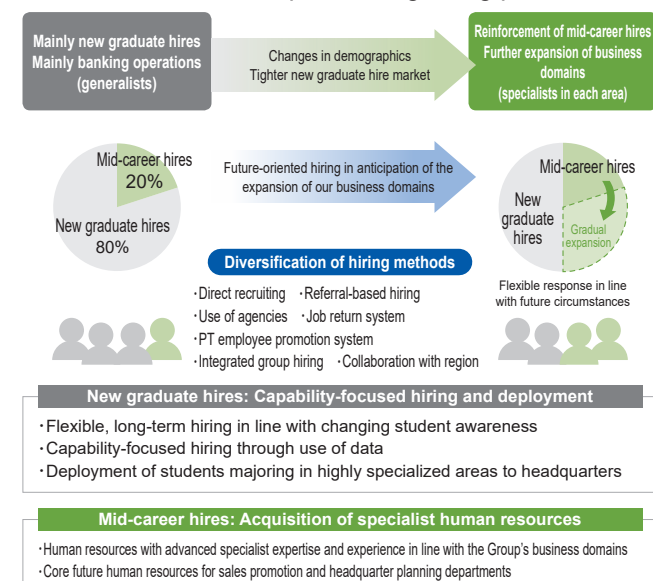 Mainly new graduate hires
Mainly banking operations
(generalists)
Changes in demographics
Tighter new graduate hire market
Reinforcement of mid-career hires
Further expansion of business
domains
(specialists in each area)
Mid-career hires
20%
New graduate hires
80%
Future-oriented hiring in anticipation of the
expansion of our business domains
Mid-career hires
New
graduate
hires
Gradual
expansion
Flexible response in line
with future circumstances
Diversification of hiring methods
・Direct recruiting ・Referral-based hiring
・Use of agencies ・Job return system
・PT employee promotion system
・Integrated group hiring ・Collaboration with region
New graduate hires: Capability-focused hiring and deployment
・Flexible, long-term hiring in line with changing student awareness
・Capability-focused hiring through use of data
・Deployment of students majoring in highly specialized areas to headquarters
Mid-career hires: Acquisition of specialist human resources
・Human resources with advanced specialist expertise and experience in line with the Group's business domains
・Core future human resources for sales promotion and headquarter planning departments